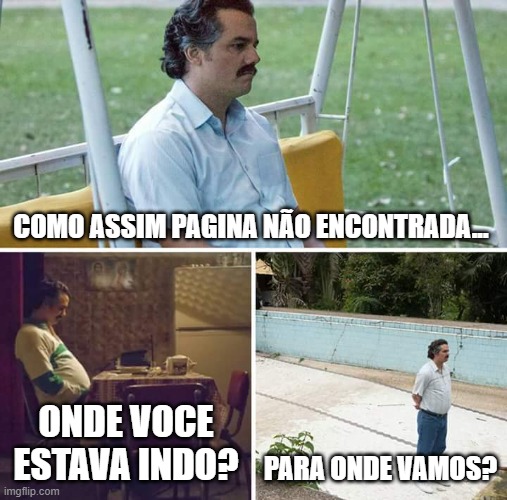 COMO ASSIM PAGINA NÃO ENCONTRADA...
ONDE VOCE
ESTAVA INDO?
PARA ONDE VAMOS?
imgflip.com